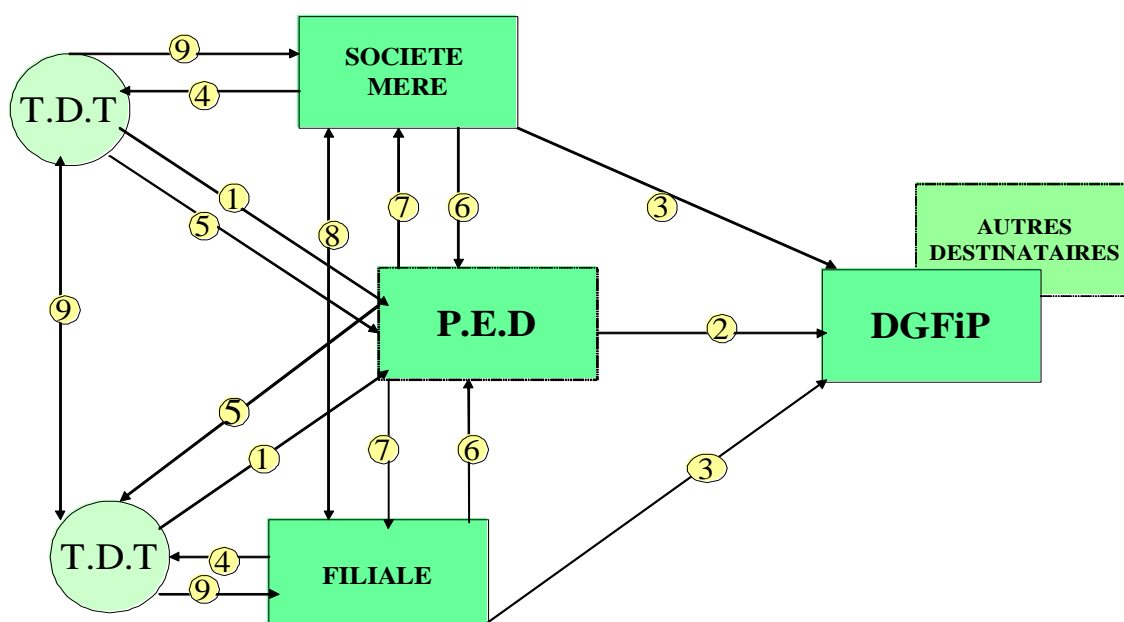 9
SOCIETE
MERE
4
T.D.T
1
5
7
6
3
8
AUTRES
DESTINATAIRES
9
P.E.D
2
DGFiP
5
1
7
6
3
T.D.T
4
9
FILIALE